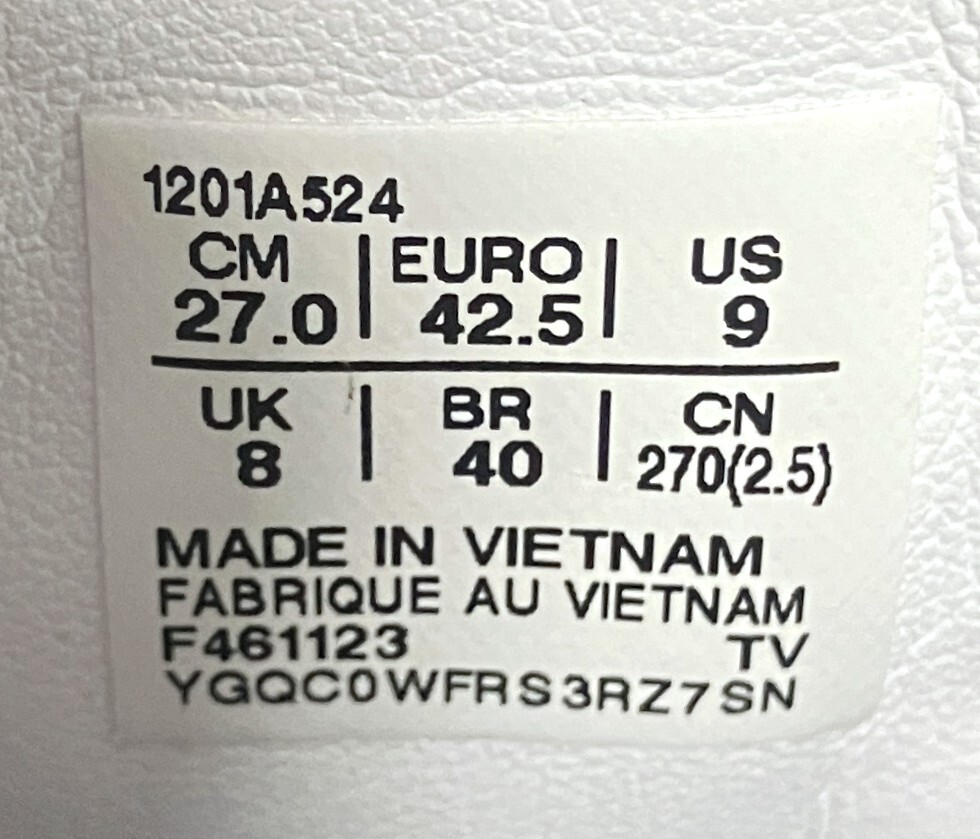 1201A524
CM | EURO | US
27.0 | 42.5 | 9
UK | BR | CN
8 | 40 | 270(2.5)
MADE IN VIETNAM
FABRIQUE AU VIETNAM
F461123 TV
YGQC0WFRS3RZ7SN